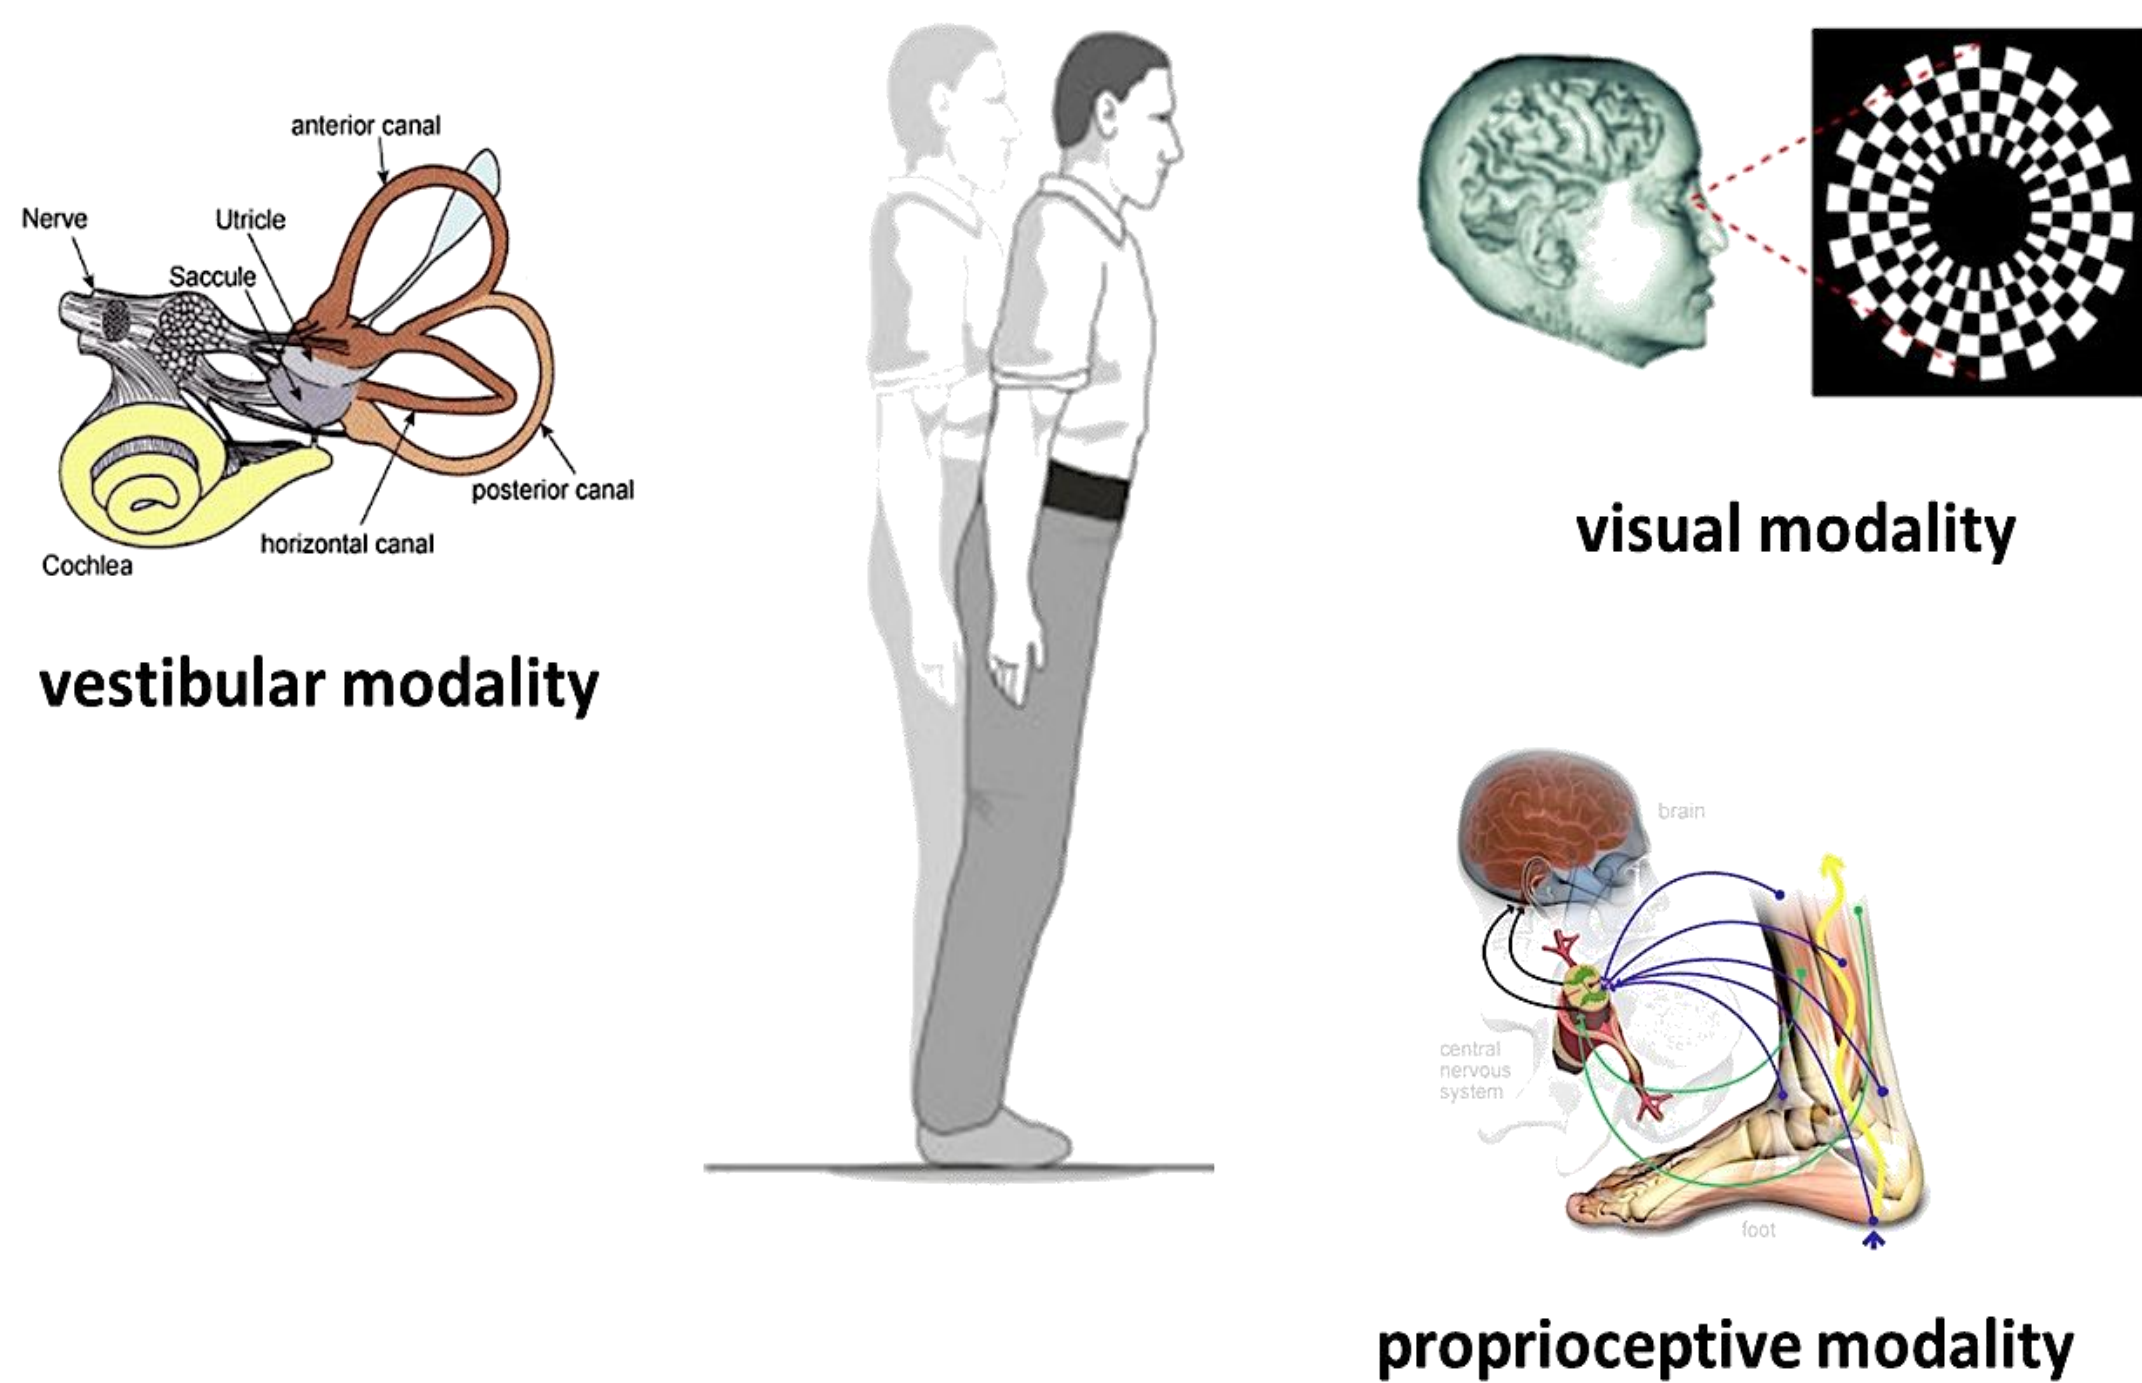 anterior canal
Nerve
Utricle
Saccule
posterior canal
horizontal canal
Cochlea
vestibular modality
visual modality
brain
central
nervous
system
foot
proprioceptive modality